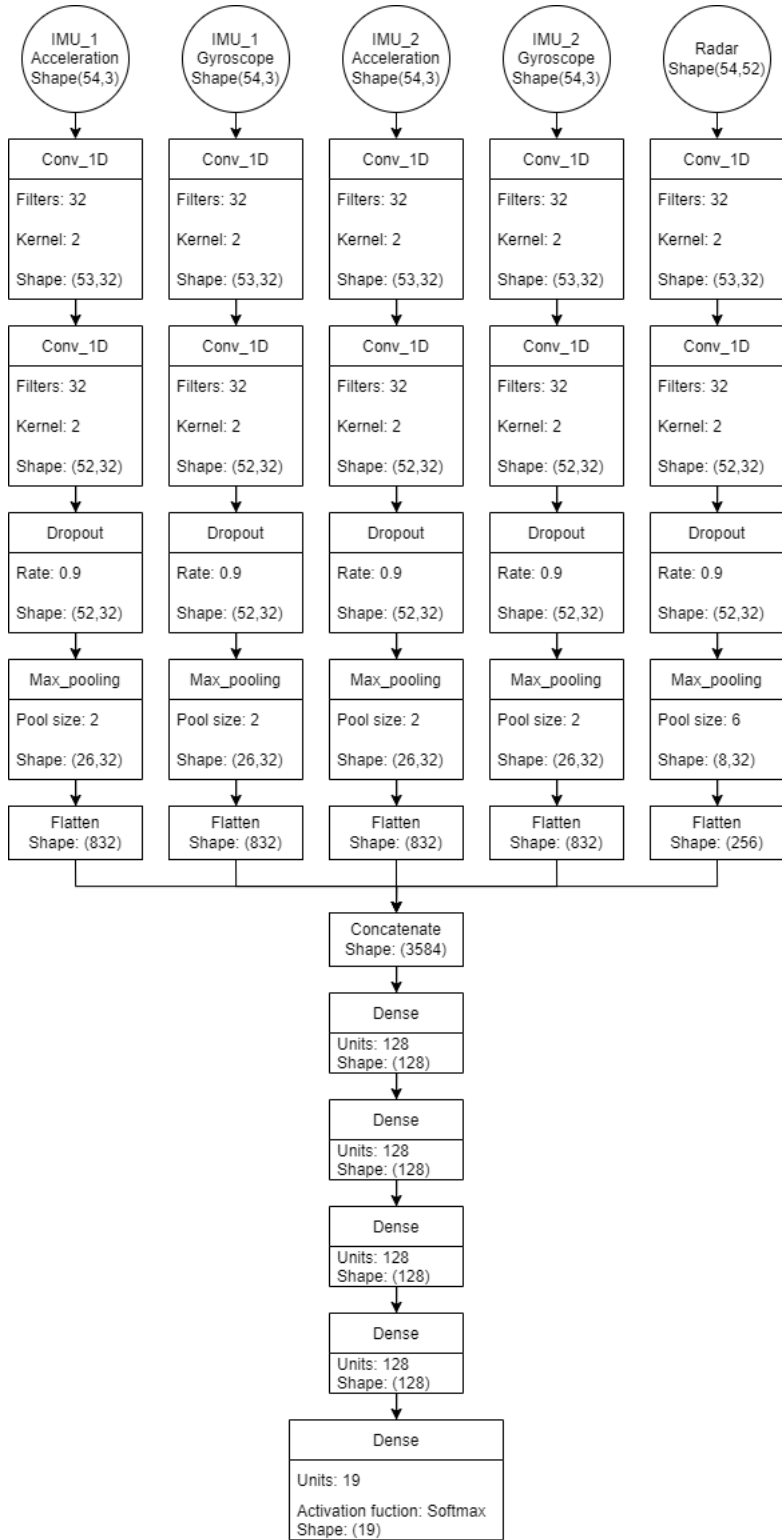 IMU_1
Acceleration
Shape(54,3)
IMU_1
Gyroscope
Shape(54,3)
IMU_2
Acceleration
Shape(54,3)
IMU_2
Gyroscope
Shape(54,3)
Radar
Shape(54,52)
Conv_1D
Filters: 32
Kernel: 2
Shape: (53,32)
Conv_1D
Filters: 32
Kernel: 2
Shape: (53,32)
Conv_1D
Filters: 32
Kernel: 2
Shape: (53,32)
Conv_1D
Filters: 32
Kernel: 2
Shape: (53,32)
Conv_1D
Filters: 32
Kernel: 2
Shape: (53,32)
Conv_1D
Filters: 32
Kernel: 2
Shape: (52,32)
Conv_1D
Filters: 32
Kernel: 2
Shape: (52,32)
Conv_1D
Filters: 32
Kernel: 2
Shape: (52,32)
Conv_1D
Filters: 32
Kernel: 2
Shape: (52,32)
Conv_1D
Filters: 32
Kernel: 2
Shape: (52,32)
Dropout
Rate: 0.9
Shape: (52,32)
Dropout
Rate: 0.9
Shape: (52,32)
Dropout
Rate: 0.9
Shape: (52,32)
Dropout
Rate: 0.9
Shape: (52,32)
Dropout
Rate: 0.9
Shape: (52,32)
Max_pooling
Pool size: 2
Shape: (26,32)
Max_pooling
Pool size: 2
Shape: (26,32)
Max_pooling
Pool size: 2
Shape: (26,32)
Max_pooling
Pool size: 2
Shape: (26,32)
Max_pooling
Pool size: 6
Shape: (8,32)
Flatten
Shape: (832)
Flatten
Shape: (832)
Flatten
Shape: (832)
Flatten
Shape: (832)
Flatten
Shape: (256)
Concatenate
Shape: (3584)
Dense
Units: 128
Shape: (128)
Dense
Units: 128
Shape: (128)
Dense
Units: 128
Shape: (128)
Dense
Units: 128
Shape: (128)
Dense
Units: 19
Activation fuction: Softmax
Shape: (19)